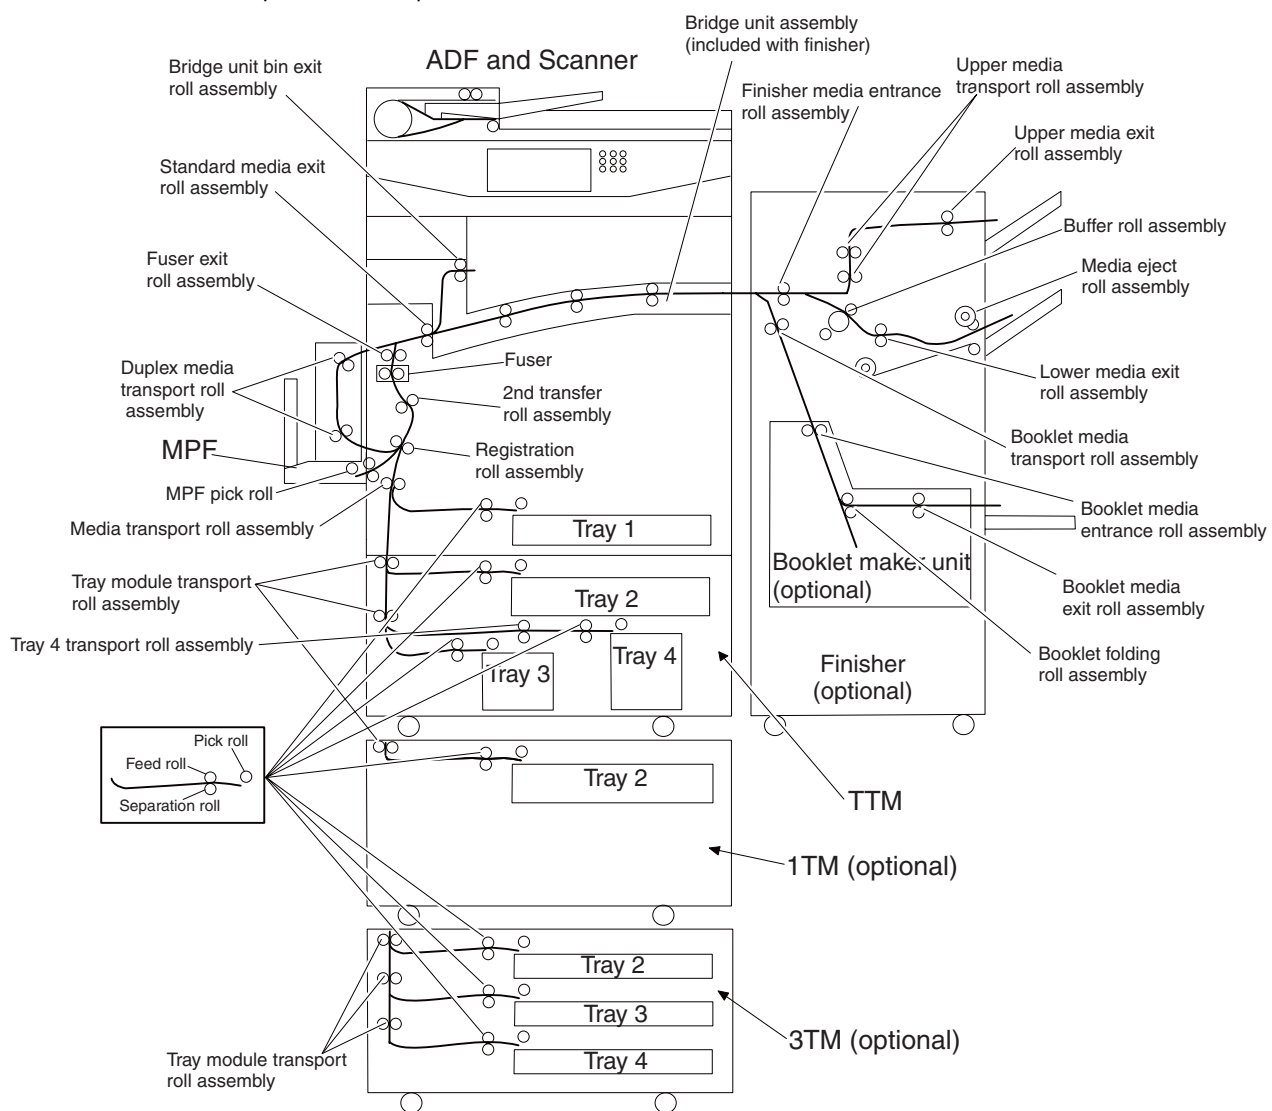 Bridge unit assembly
(included with finisher)
ADF and Scanner
Bridge unit bin exit
roll assembly
Upper media
transport roll assembly
Finisher media entrance
roll assembly
Upper media exit
roll assembly
Standard media exit
roll assembly
Buffer roll assembly
Fuser exit
roll assembly
Media eject
roll assembly
Fuser
Duplex media
transport roll
assembly
Lower media exit
roll assembly
2nd transfer
roll assembly
MPF
Registration
roll assembly
Booklet media
transport roll assembly
MPF pick roll
Media transport roll assembly
Booklet media
entrance roll assembly
Tray 1
Booklet maker unit
(optional)
Tray module transport
roll assembly
Tray 2
Booklet media
exit roll assembly
Tray 4 transport roll assembly
Tray 3
Tray 4
Finisher
(optional)
Booklet folding
roll assembly
Pick roll
Feed roll
Separation roll
Tray 2
TTM
1TM (optional)
Tray 2
Tray 3
Tray 4
3TM (optional)
Tray module transport
roll assembly